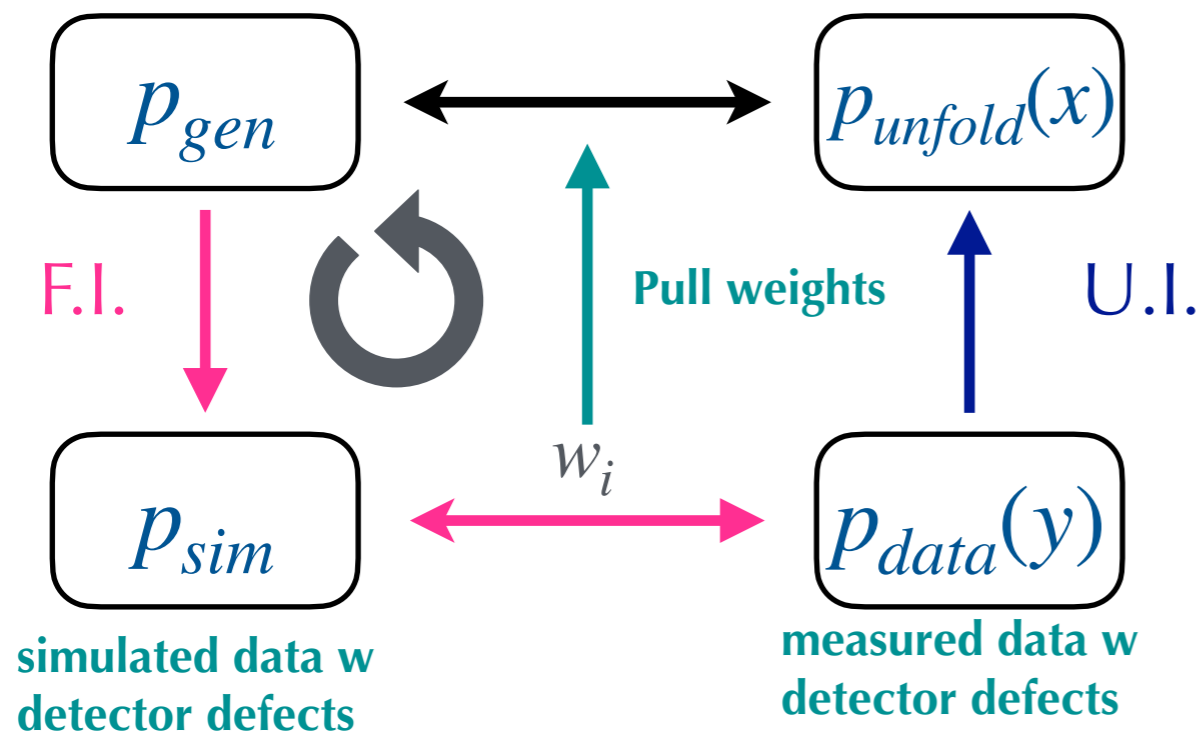 p_gen
p_unfold(x)
F.I.
Pull weights
U.I.
w_i
p_sim
p_data(y)
simulated data w
detector defects
measured data w
detector defects